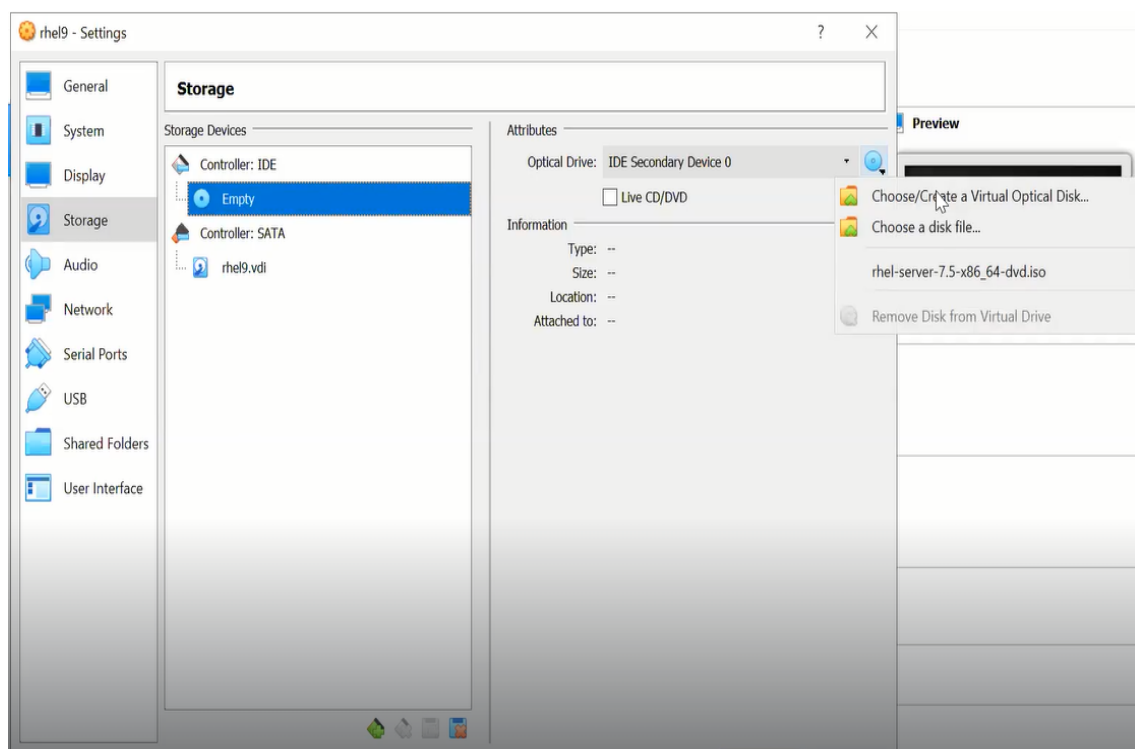 rhel9 - Settings
?
General
System
Display
Storage
Audio
Network
Serial Ports
USB
Shared Folders
User Interface
Storage
Storage Devices
Controller: IDE
Empty
Controller: SATA
rhel9.vdi
Attributes
Optical Drive: IDE Secondary Device 0
Live CD/DVD
Information
Type: --
Size: --
Location: --
Attached to: --
Preview
Choose/Create a Virtual Optical Disk...
Choose a disk file...
rhel-server-7.5-x86_64-dvd.iso
Remove Disk from Virtual Drive